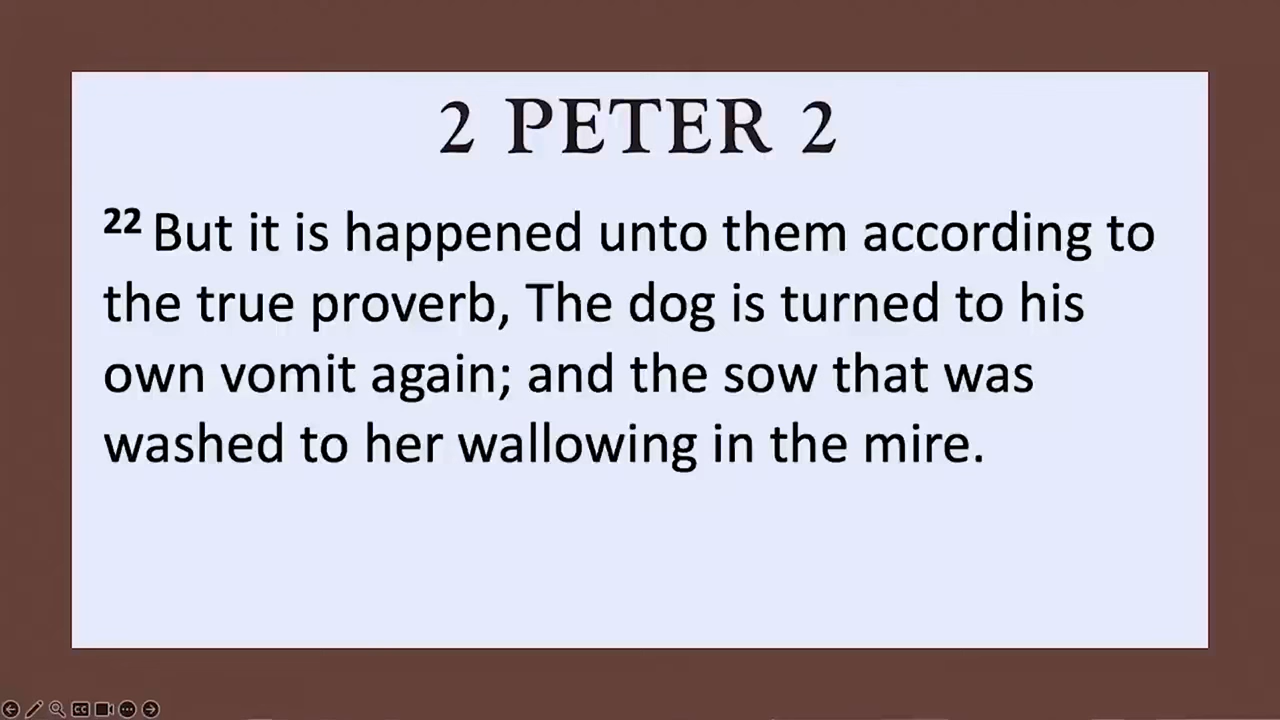 2 PETER 2
22 But it is happened unto them according to
the true proverb, The dog is turned to his
own vomit again; and the sow that was
washed to her wallowing in the mire.
CC